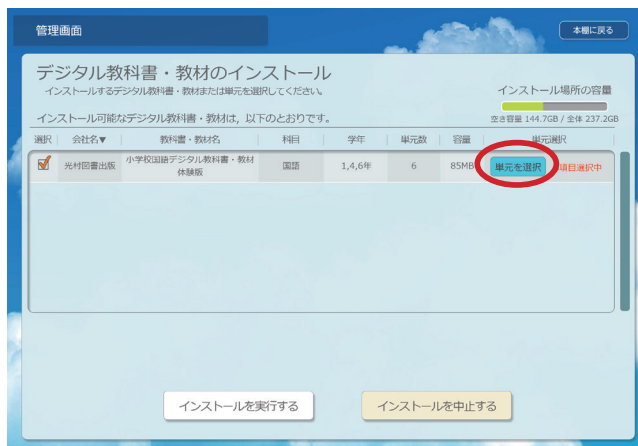 管理画面
本棚に戻る
デジタル教科書・教材のインストール
インストールするデジタル教科書・教材または単元を選択してください。
インストール場所の容量
空き容量 144.7GB / 全体 237.2GB
インストール可能なデジタル教科書・教材は，以下のとおりです。
選択 会社名▼ 教科書・教材名 科目 学年 単元数 容量 単元選択
光村図書出版 小学校国語デジタル教科書・教材 国語 1,4,6年 6 85MB 単元を選択 項目選択中
体験版
インストールを実行する インストールを中止する